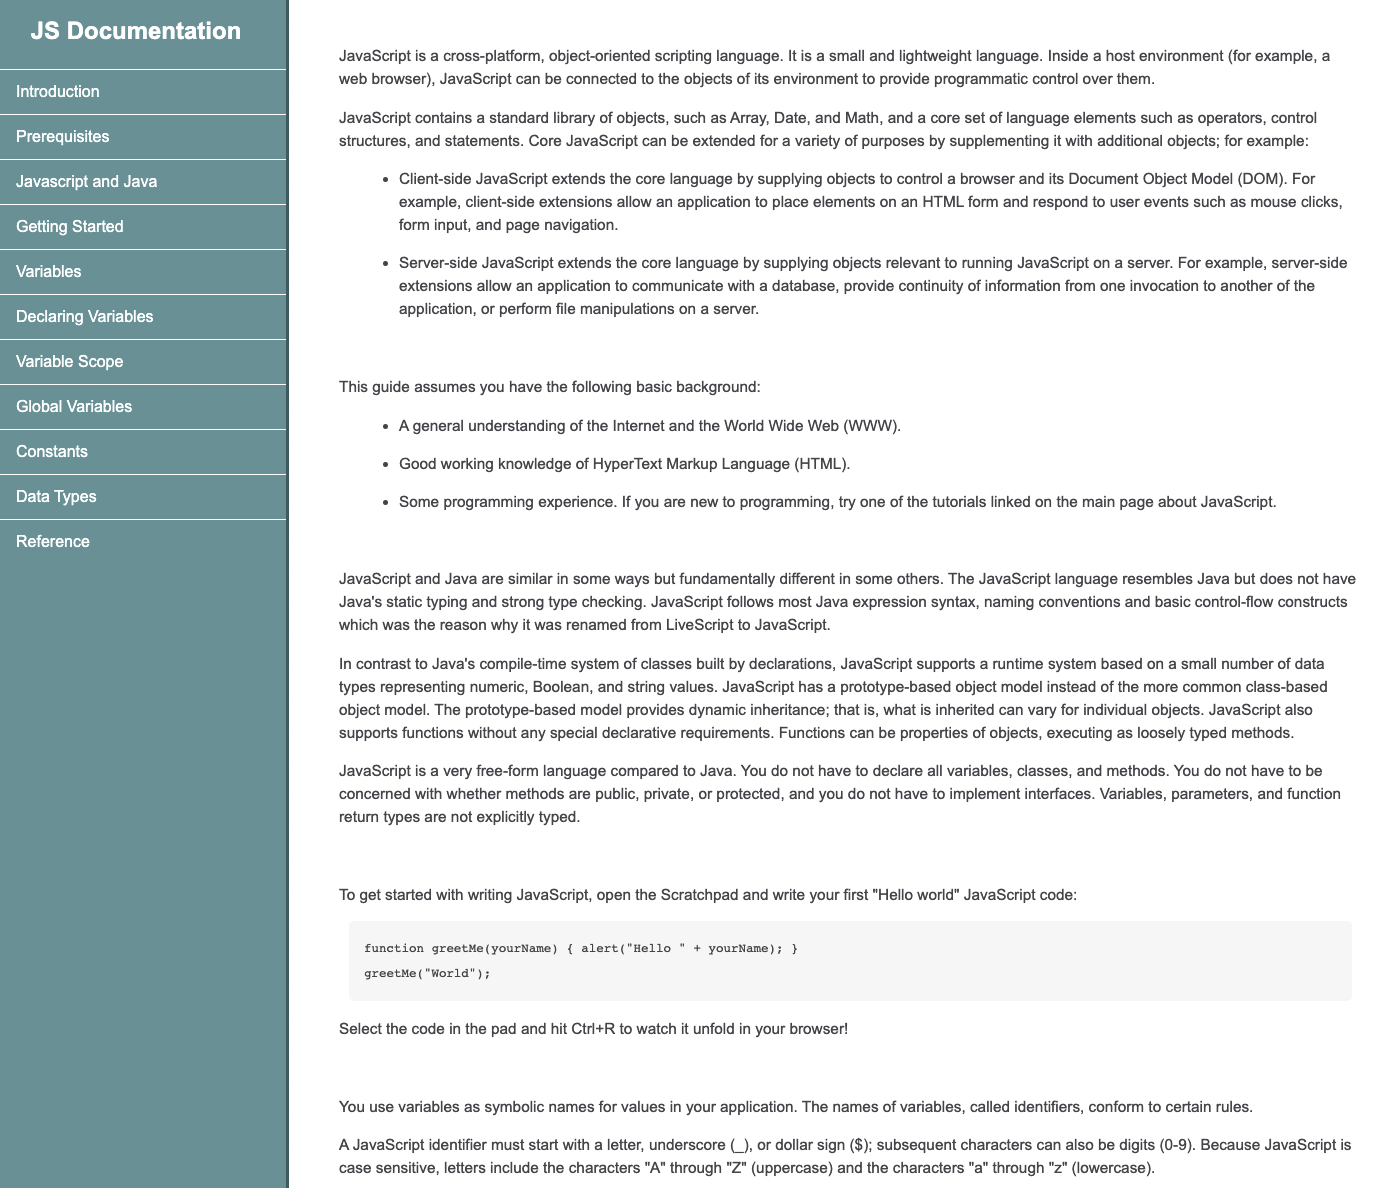 JS Documentation
Introduction
Prerequisites
Javascript and Java
Getting Started
Variables
Declaring Variables
Variable Scope
Global Variables
Constants
Data Types
Reference
JavaScript is a cross-platform, object-oriented scripting language. It is a small and lightweight language. Inside a host environment (for example, a
web browser), JavaScript can be connected to the objects of its environment to provide programmatic control over them.
JavaScript contains a standard library of objects, such as Array, Date, and Math, and a core set of language elements such as operators, control
structures, and statements. Core JavaScript can be extended for a variety of purposes by supplementing it with additional objects; for example:
• Client-side JavaScript extends the core language by supplying objects to control a browser and its Document Object Model (DOM). For
example, client-side extensions allow an application to place elements on an HTML form and respond to user events such as mouse clicks,
form input, and page navigation.
• Server-side JavaScript extends the core language by supplying objects relevant to running JavaScript on a server. For example, server-side
extensions allow an application to communicate with a database, provide continuity of information from one invocation to another of the
application, or perform file manipulations on a server.
This guide assumes you have the following basic background:
• A general understanding of the Internet and the World Wide Web (WWW).
• Good working knowledge of HyperText Markup Language (HTML).
• Some programming experience. If you are new to programming, try one of the tutorials linked on the main page about JavaScript.
JavaScript and Java are similar in some ways but fundamentally different in some others. The JavaScript language resembles Java but does not have
Java's static typing and strong type checking. JavaScript follows most Java expression syntax, naming conventions and basic control-flow constructs
which was the reason why it was renamed from LiveScript to JavaScript.
In contrast to Java's compile-time system of classes built by declarations, JavaScript supports a runtime system based on a small number of data
types representing numeric, Boolean, and string values. JavaScript has a prototype-based object model instead of the more common class-based
object model. The prototype-based model provides dynamic inheritance; that is, what is inherited can vary for individual objects. JavaScript also
supports functions without any special declarative requirements. Functions can be properties of objects, executing as loosely typed methods.
JavaScript is a very free-form language compared to Java. You do not have to declare all variables, classes, and methods. You do not have to be
concerned with whether methods are public, private, or protected, and you do not have to implement interfaces. Variables, parameters, and function
return types are not explicitly typed.
To get started with writing JavaScript, open the Scratchpad and write your first "Hello world" JavaScript code:
function greetMe(yourName) { alert("Hello " + yourName); }
greetMe("World");
Select the code in the pad and hit Ctrl+R to watch it unfold in your browser!
You use variables as symbolic names for values in your application. The names of variables, called identifiers, conform to certain rules.
A JavaScript identifier must start with a letter, underscore (_), or dollar sign ($); subsequent characters can also be digits (0-9). Because JavaScript is
case sensitive, letters include the characters "A" through "Z" (uppercase) and the characters "a" through "z" (lowercase).